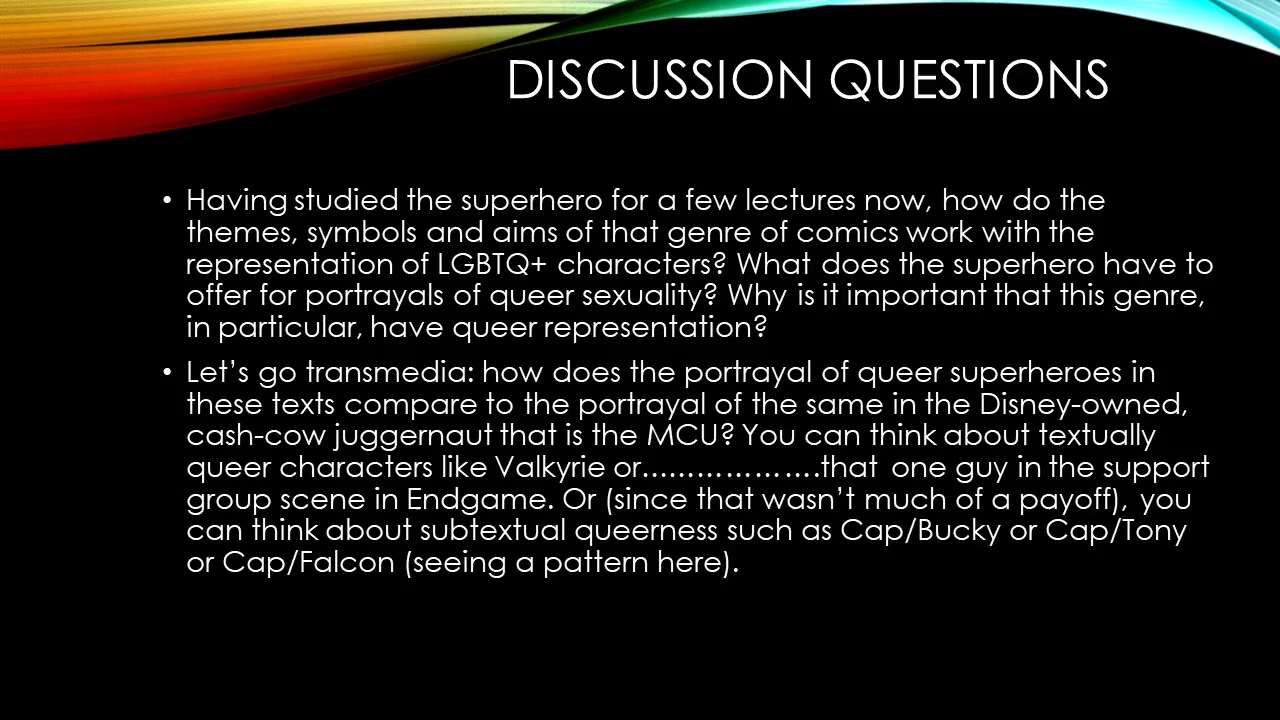 DISCUSSION QUESTIONS
• Having studied the superhero for a few lectures now, how do the
themes, symbols and aims of that genre of comics work with the
representation of LGBTQ+ characters? What does the superhero have to
offer for portrayals of queer sexuality? Why is it important that this genre,
in particular, have queer representation?
• Let’s go transmedia: how does the portrayal of queer superheroes in
these texts compare to the portrayal of the same in the Disney-owned,
cash-cow juggernaut that is the MCU? You can think about textually
queer characters like Valkyrie or………………..that one guy in the support
group scene in Endgame. Or (since that wasn’t much of a payoff), you
can think about subtextual queerness such as Cap/Bucky or Cap/Tony
or Cap/Falcon (seeing a pattern here).